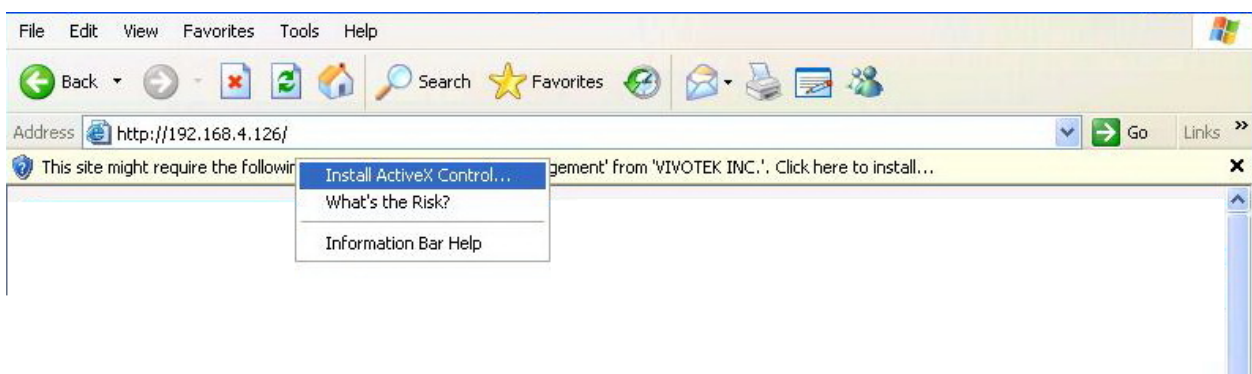 File Edit View Favorites Tools Help
Back Search Favorites
Address http://192.168.4.126/ Go Links »
This site might require the following gement' from 'VIVOTEK INC.'. Click here to install...
Install ActiveX Control...
What's the Risk?
Information Bar Help